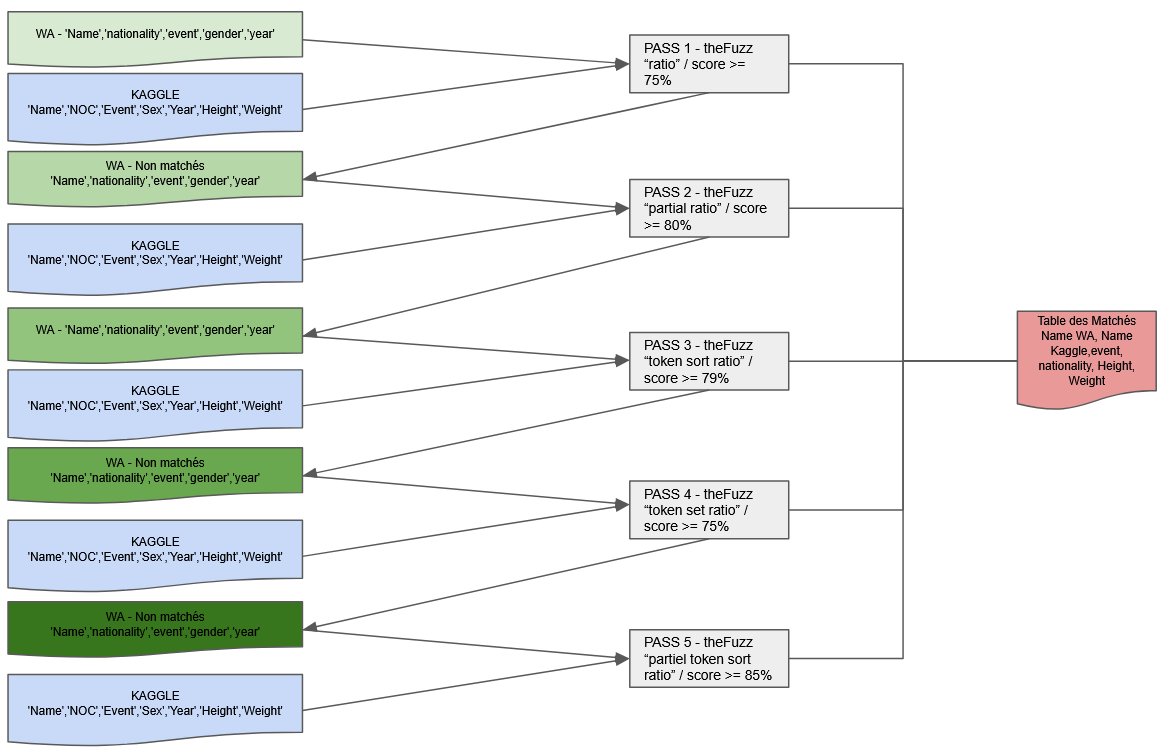 WA - 'Name','nationality','event','gender','year'
KAGGLE
'Name','NOC','Event','Sex','Year','Height','Weight'
WA - Non matchés
'Name','nationality','event','gender','year'
KAGGLE
'Name','NOC','Event','Sex','Year','Height','Weight'
WA - 'Name','nationality','event','gender','year'
KAGGLE
'Name','NOC','Event','Sex','Year','Height','Weight'
WA - Non matchés
'Name','nationality','event','gender','year'
KAGGLE
'Name','NOC','Event','Sex','Year','Height','Weight'
WA - Non matchés
'Name','nationality','event','gender','year'
KAGGLE
'Name','NOC','Event','Sex','Year','Height','Weight'
PASS 1 - theFuzz
“ratio” / score >=
75%
PASS 2 - theFuzz
“partial ratio” / score
>= 80%
PASS 3 - theFuzz
“token sort ratio” /
score >= 79%
PASS 4 - theFuzz
“token set ratio” /
score >= 75%
PASS 5 - theFuzz
“partiel token sort
ratio” / score >= 85%
Table des Matchés
Name WA, Name
Kaggle,event,
nationality, Height,
Weight